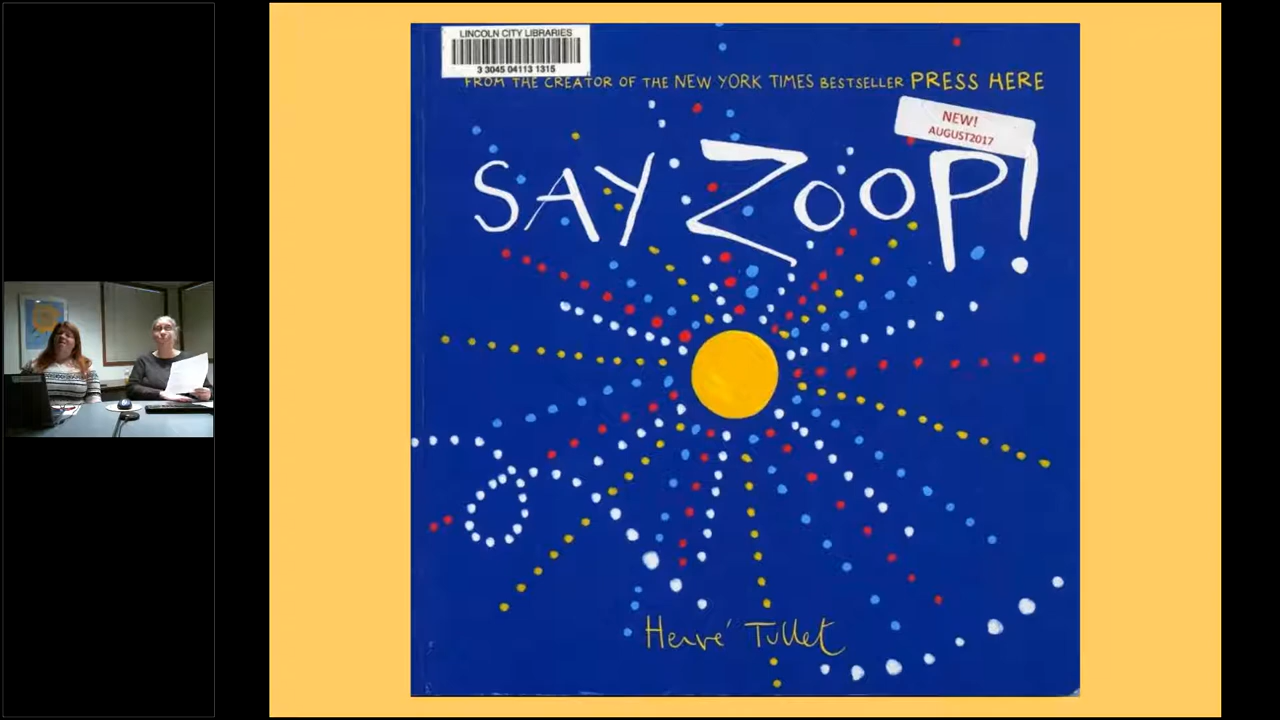 LINCOLN CITY LIBRARIES
3 3045 04113 1315
FROM THE CREATOR OF THE NEW YORK TIMES BESTSELLER PRESS HERE
NEW!
AUGUST2017
SAY ZOOP!
Hervé Tullet